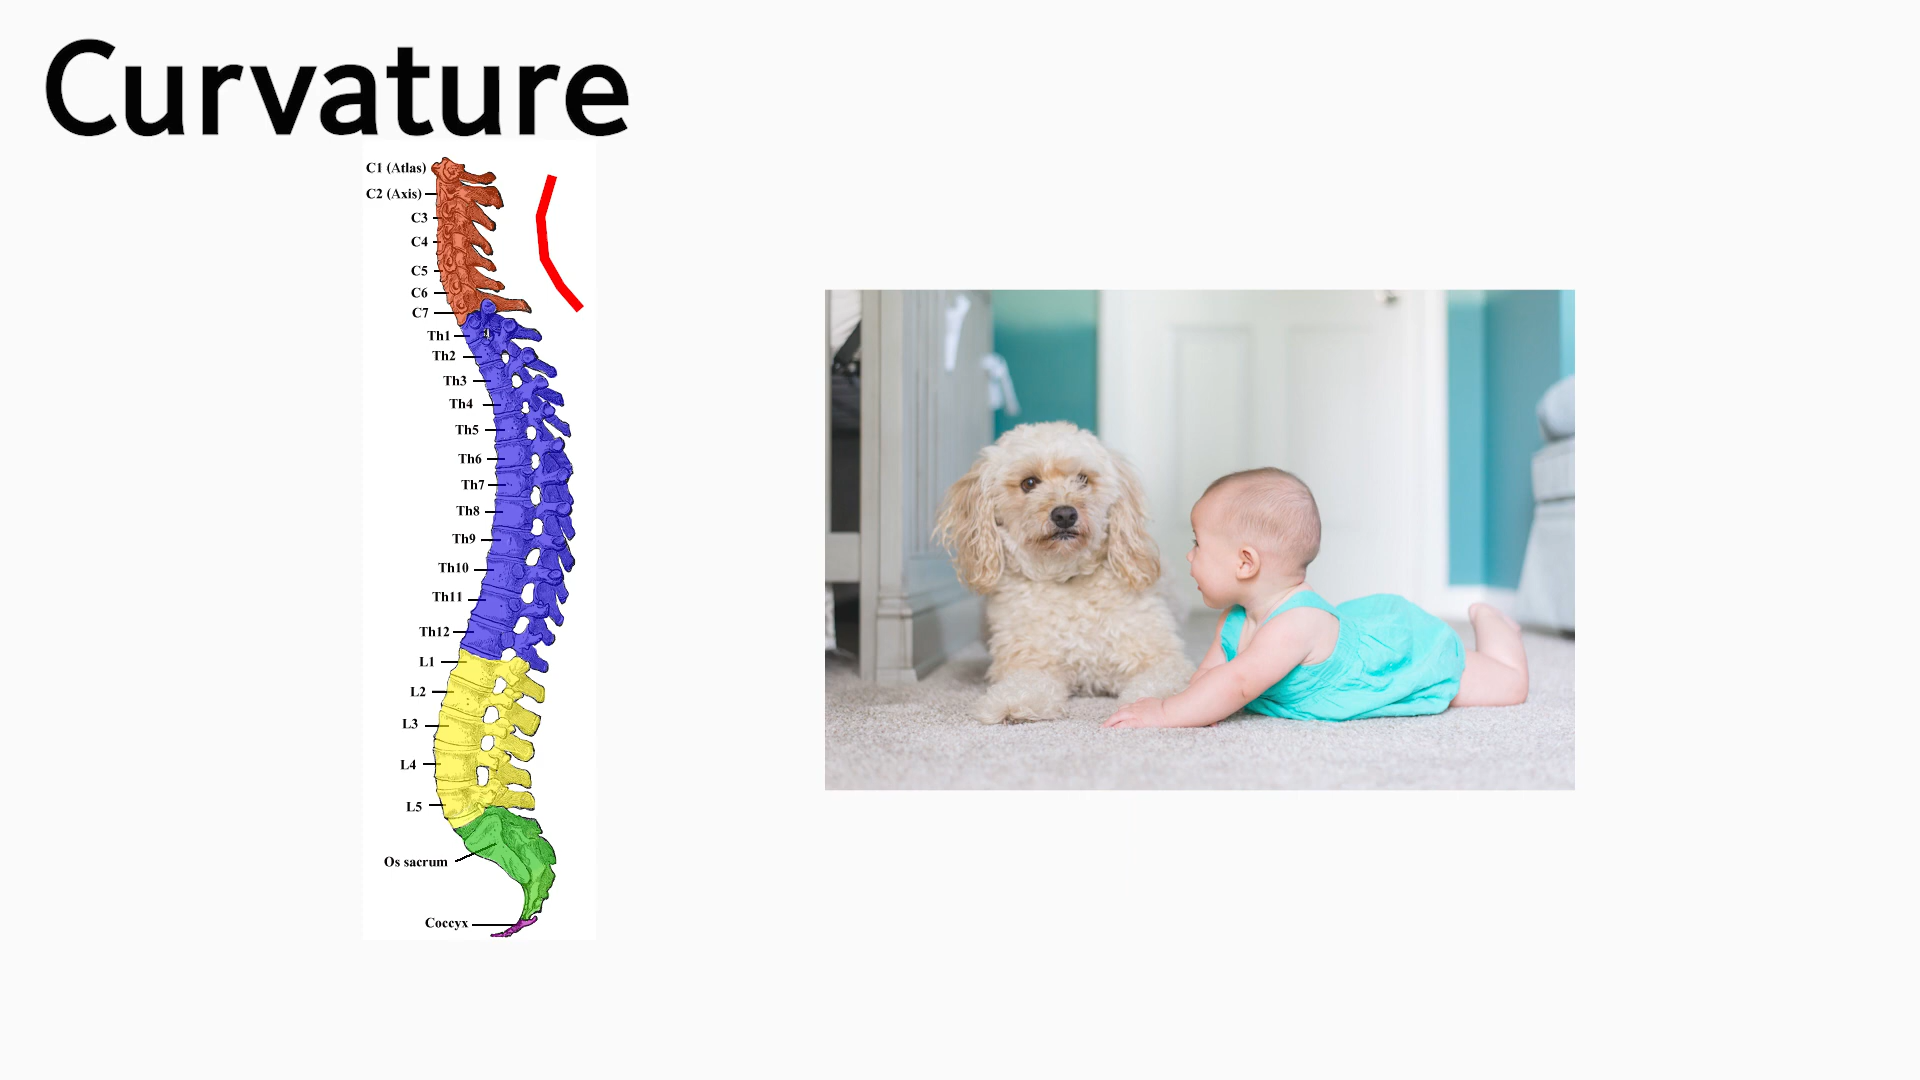 Curvature
C1 (Atlas)
C2 (Axis)
C3
C4
C5
C6
C7
Th1
Th2
Th3
Th4
Th5
Th6
Th7
Th8
Th9
Th10
Th11
Th12
L1
L2
L3
L4
L5
Os sacrum
Coccyx